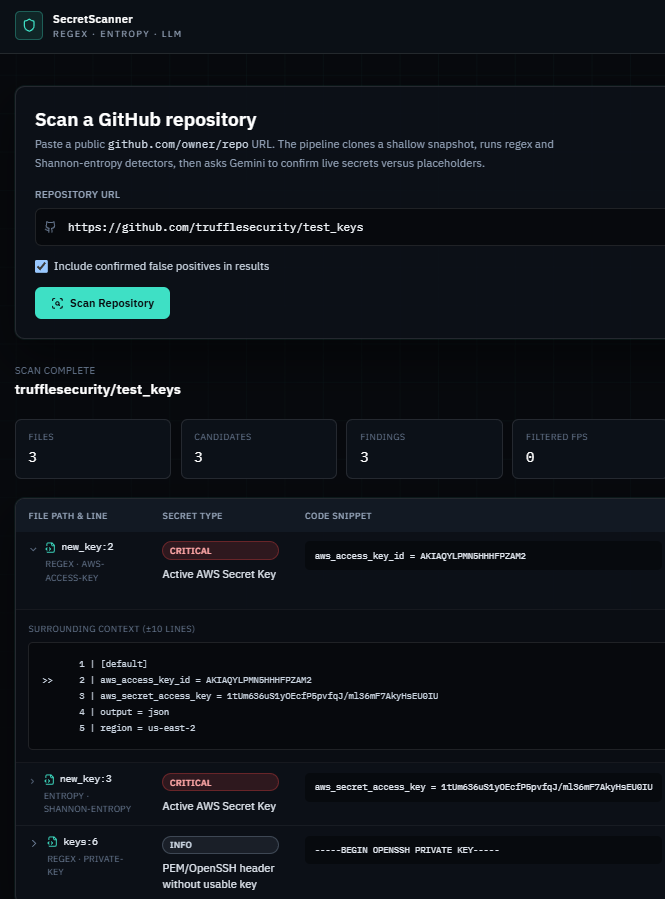 SecretScanner
REGEX · ENTROPY · LLM
Scan a GitHub repository
Paste a public github.com/owner/repo URL. The pipeline clones a shallow snapshot, runs regex and
Shannon-entropy detectors, then asks Gemini to confirm live secrets versus placeholders.
REPOSITORY URL
https://github.com/trufflesecurity/test_keys
Include confirmed false positives in results
Scan Repository
SCAN COMPLETE
trufflesecurity/test_keys
FILES CANDIDATES FINDINGS FILTERED FPS
3 3 3 0
FILE PATH & LINE SECRET TYPE CODE SNIPPET
new_key:2 CRITICAL aws_access_key_id = AKIAQYLPMN5HHHFPZAM2
REGEX · AWS-
ACCESS-KEY
Active AWS Secret Key
SURROUNDING CONTEXT (±10 LINES)
1 | [default]
>> 2 | aws_access_key_id = AKIAQYLPMN5HHHFPZAM2
3 | aws_secret_access_key = 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
4 | output = json
5 | region = us-east-2
new_key:3 CRITICAL aws_secret_access_key = 1tUm636uS1yOEcfP5pvfqJ/ml36mF7AkyHsEU0IU
ENTROPY ·
SHANNON-ENTROPY
Active AWS Secret Key
keys:6 INFO -----BEGIN OPENSSH PRIVATE KEY-----
REGEX · PRIVATE-
KEY
PEM/OpenSSH header
without usable key